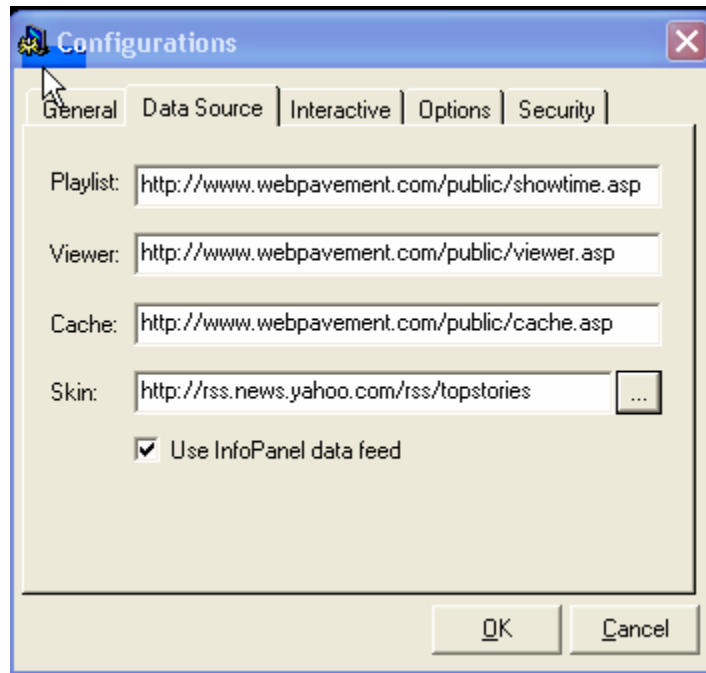 Configurations
General Data Source Interactive Options Security
Playlist: http://www.webpavement.com/public/showtime.asp
Viewer: http://www.webpavement.com/public/viewer.asp
Cache: http://www.webpavement.com/public/cache.asp
Skin: http://rss.news.yahoo.com/rss/topstories ...
Use InfoPanel data feed
OK Cancel